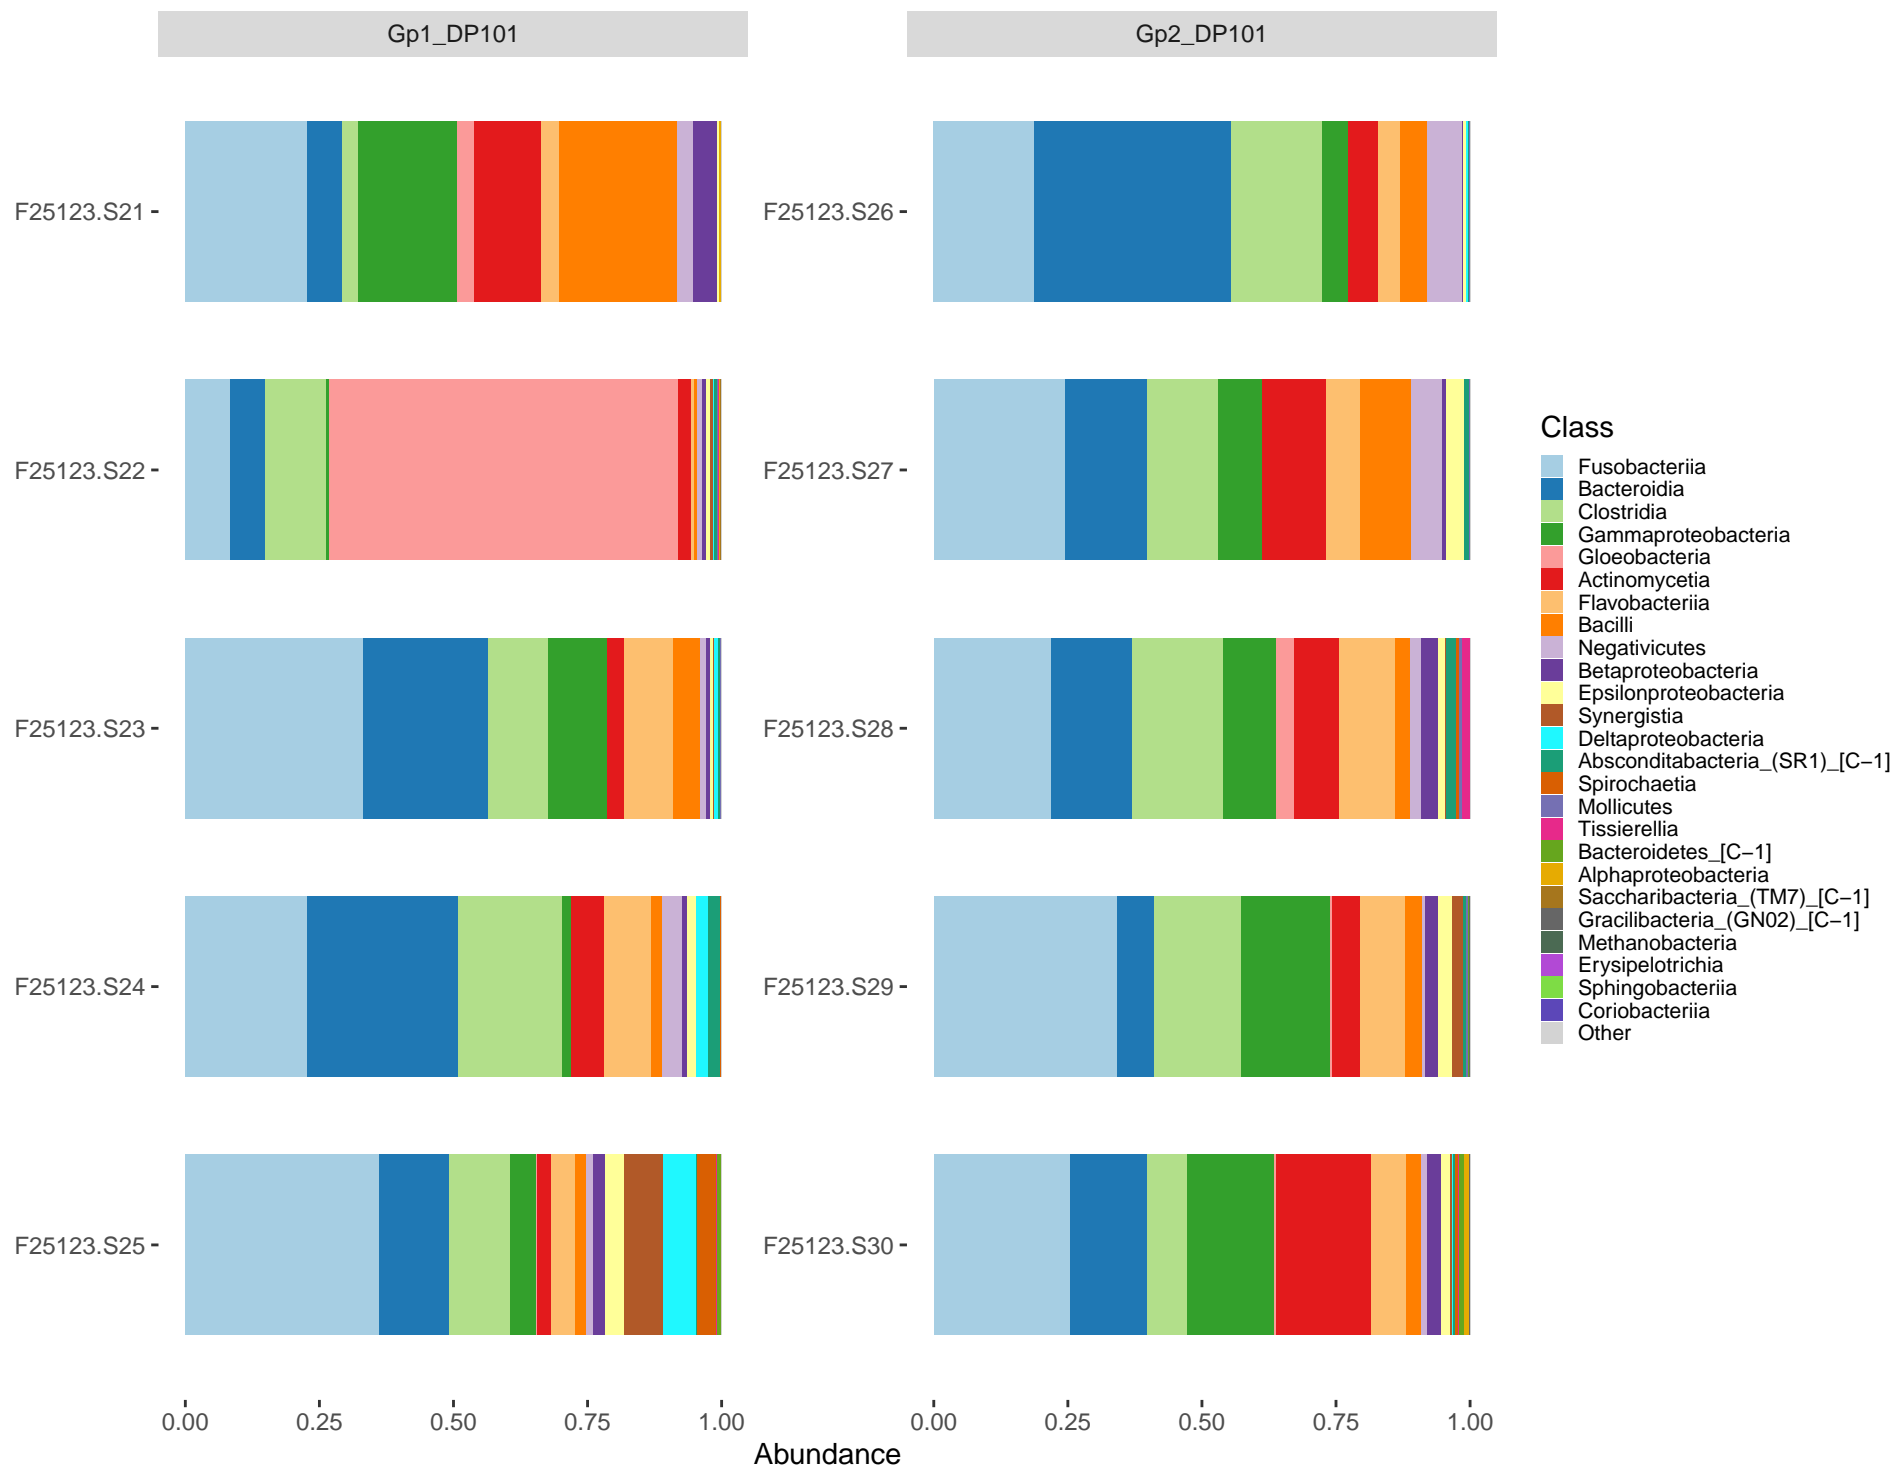 Gp1_DP101
Gp2_DP101
F25123.S21
F25123.S26
F25123.S22
F25123.S27
F25123.S23
F25123.S28
F25123.S24
F25123.S29
F25123.S25
F25123.S30
0.00 0.25 0.50 0.75 1.00
0.00 0.25 0.50 0.75 1.00
Abundance
Class
Fusobacteriia
Bacteroidia
Clostridia
Gammaproteobacteria
Gloeobacteria
Actinomycetia
Flavobacteriia
Bacilli
Negativicutes
Betaproteobacteria
Epsilonproteobacteria
Synergistia
Deltaproteobacteria
Absconditabacteria_(SR1)_[C−1]
Spirochaetia
Mollicutes
Tissierellia
Bacteroidetes_[C−1]
Alphaproteobacteria
Saccharibacteria_(TM7)_[C−1]
Gracilibacteria_(GN02)_[C−1]
Methanobacteria
Erysipelotrichia
Sphingobacteriia
Coriobacteriia
Other